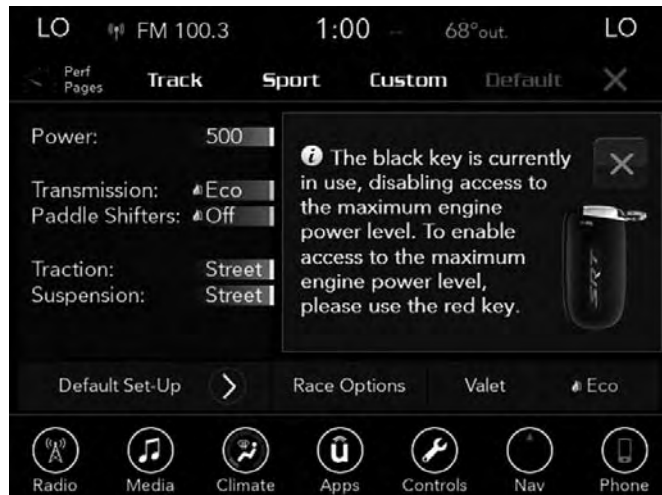 LO FM 100.3 1:00 -- 68°out. LO
Perf
Pages
Track Sport Custom Default
Power: 500
Transmission: Eco
Paddle Shifters: Off
Traction: Street
Suspension: Street
The black key is currently
in use, disabling access to
the maximum engine
power level. To enable
access to the maximum
engine power level,
please use the red key.
SRT
Default Set-Up Race Options Valet Eco
Radio Media Climate Apps Controls Nav Phone